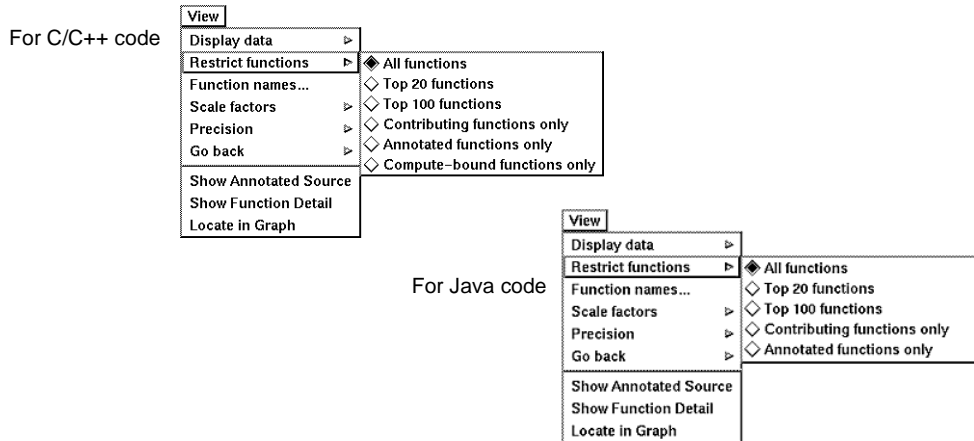 View
For C/C++ code
Display data
Restrict functions
All functions
Function names...
Top 20 functions
Scale factors
Top 100 functions
Precision
Contributing functions only
Go back
Annotated functions only
Compute-bound functions only
Show Annotated Source
Show Function Detail
Locate in Graph
View
For Java code
Display data
Restrict functions
All functions
Function names...
Top 20 functions
Scale factors
Top 100 functions
Precision
Contributing functions only
Go back
Annotated functions only
Show Annotated Source
Show Function Detail
Locate in Graph